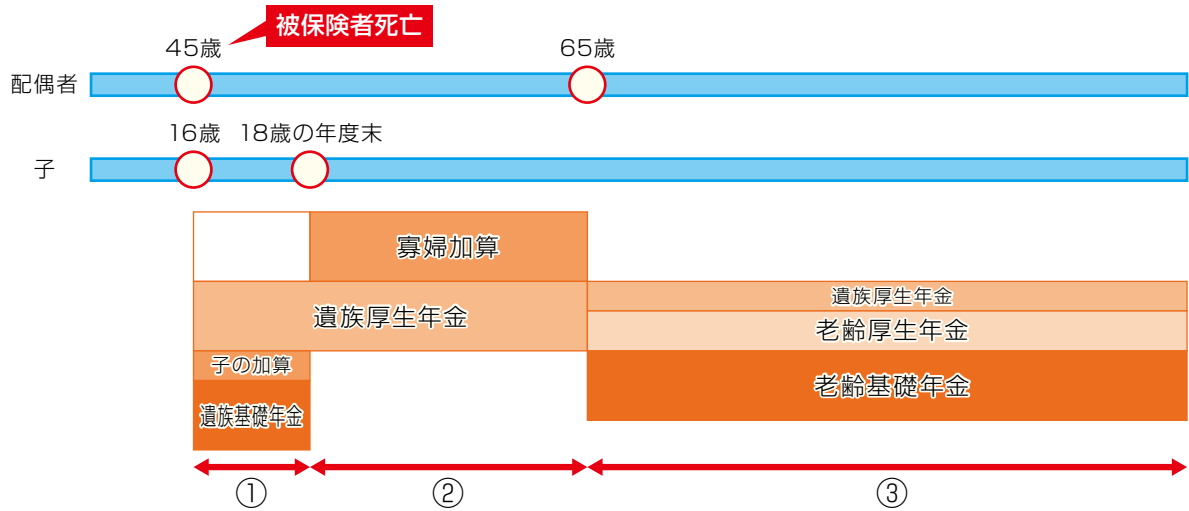 被保険者死亡
45歳
65歳
配偶者
16歳
18歳の年度末
子
寡婦加算
遺族厚生年金
遺族厚生年金
老齢厚生年金
子の加算
老齢基礎年金
遺族基礎年金
①
②
③